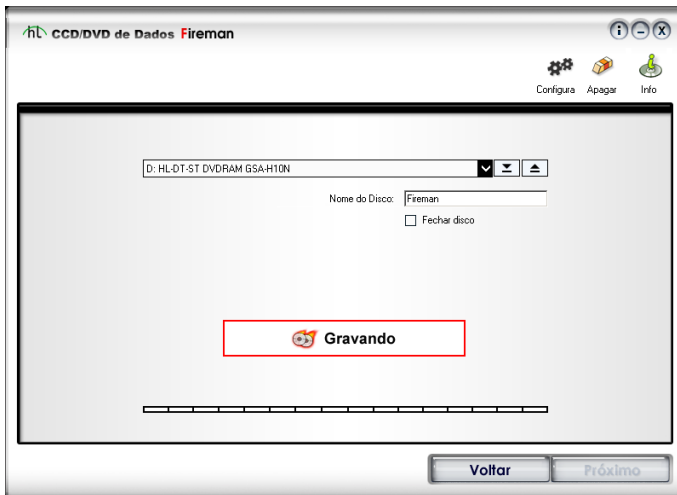 hl CCD/DVD de Dados Fireman
Configura Apagar Info
D: HL-DT-ST DVDRAM GSA-H10N
Nome do Disco: Fireman
Fechar disco
Gravando
Voltar Próximo